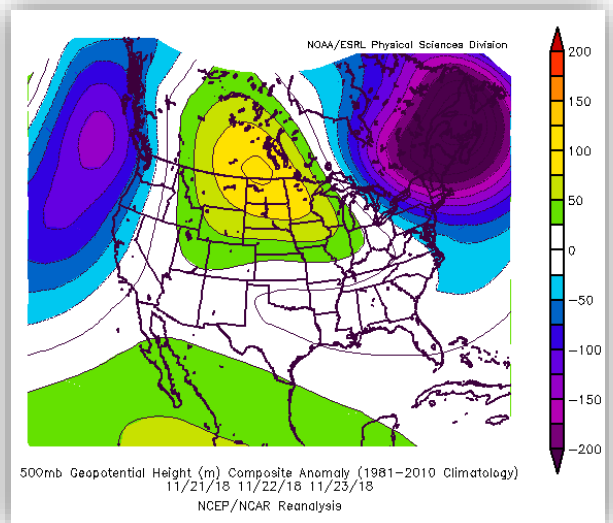 NOAA/ESRL Physical Sciences Division
200
150
100
50
0
−50
−100
−150
−200
500mb Geopotential Height (m) Composite Anomaly (1981−2010 Climatology)
11/21/18 11/22/18 11/23/18
NCEP/NCAR Reanalysis